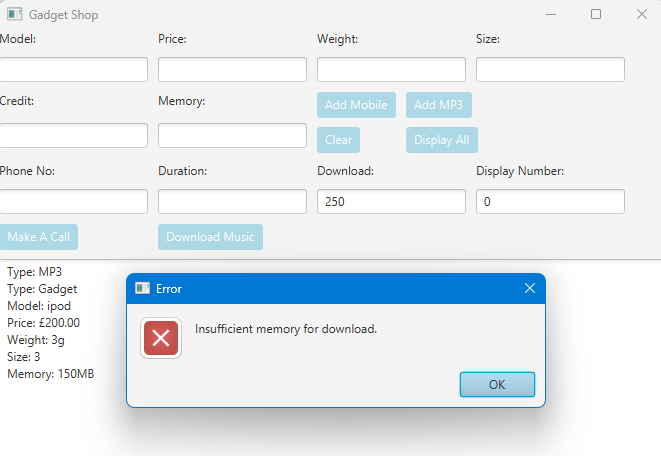 Gadget Shop
Model: Price: Weight: Size:
Credit: Memory: Add Mobile Add MP3
Clear Display All
Phone No: Duration: Download: Display Number:
250 0
Make A Call Download Music
Type: MP3
Type: Gadget
Model: ipod
Price: £200.00
Weight: 3g
Size: 3
Memory: 150MB
Error
Insufficient memory for download.
OK